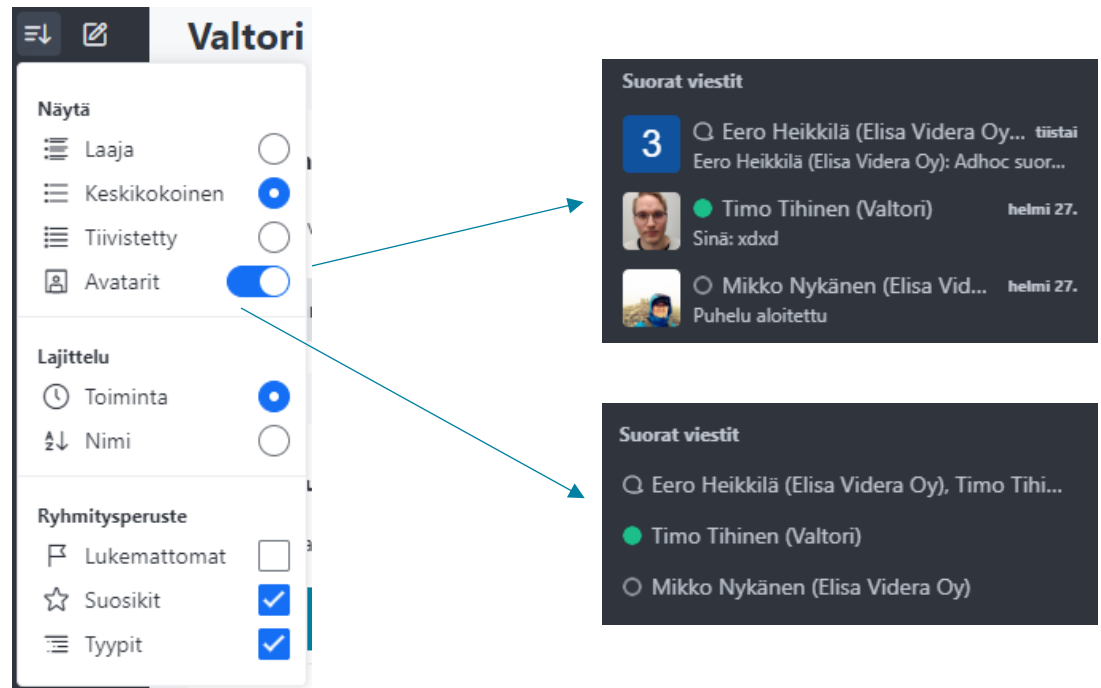 Valtori
Näytä
Laaja
Keskikokoinen
Tiivistetty
Avatarit
Lajittelu
Toiminta
Nimi
Ryhmitysperuste
Lukemattomat
Suosikit
Tyypit
Suorat viestit
3
Eero Heikkilä (Elisa Videra Oy... tiistai
Eero Heikkilä (Elisa Videra Oy): Adhoc suor...
Timo Tihinen (Valtori) helmi 27.
Sinä: xdxd
Mikko Nykänen (Elisa Vid... helmi 27.
Puhelu aloitettu
Suorat viestit
Eero Heikkilä (Elisa Videra Oy), Timo Tihi...
Timo Tihinen (Valtori)
Mikko Nykänen (Elisa Videra Oy)